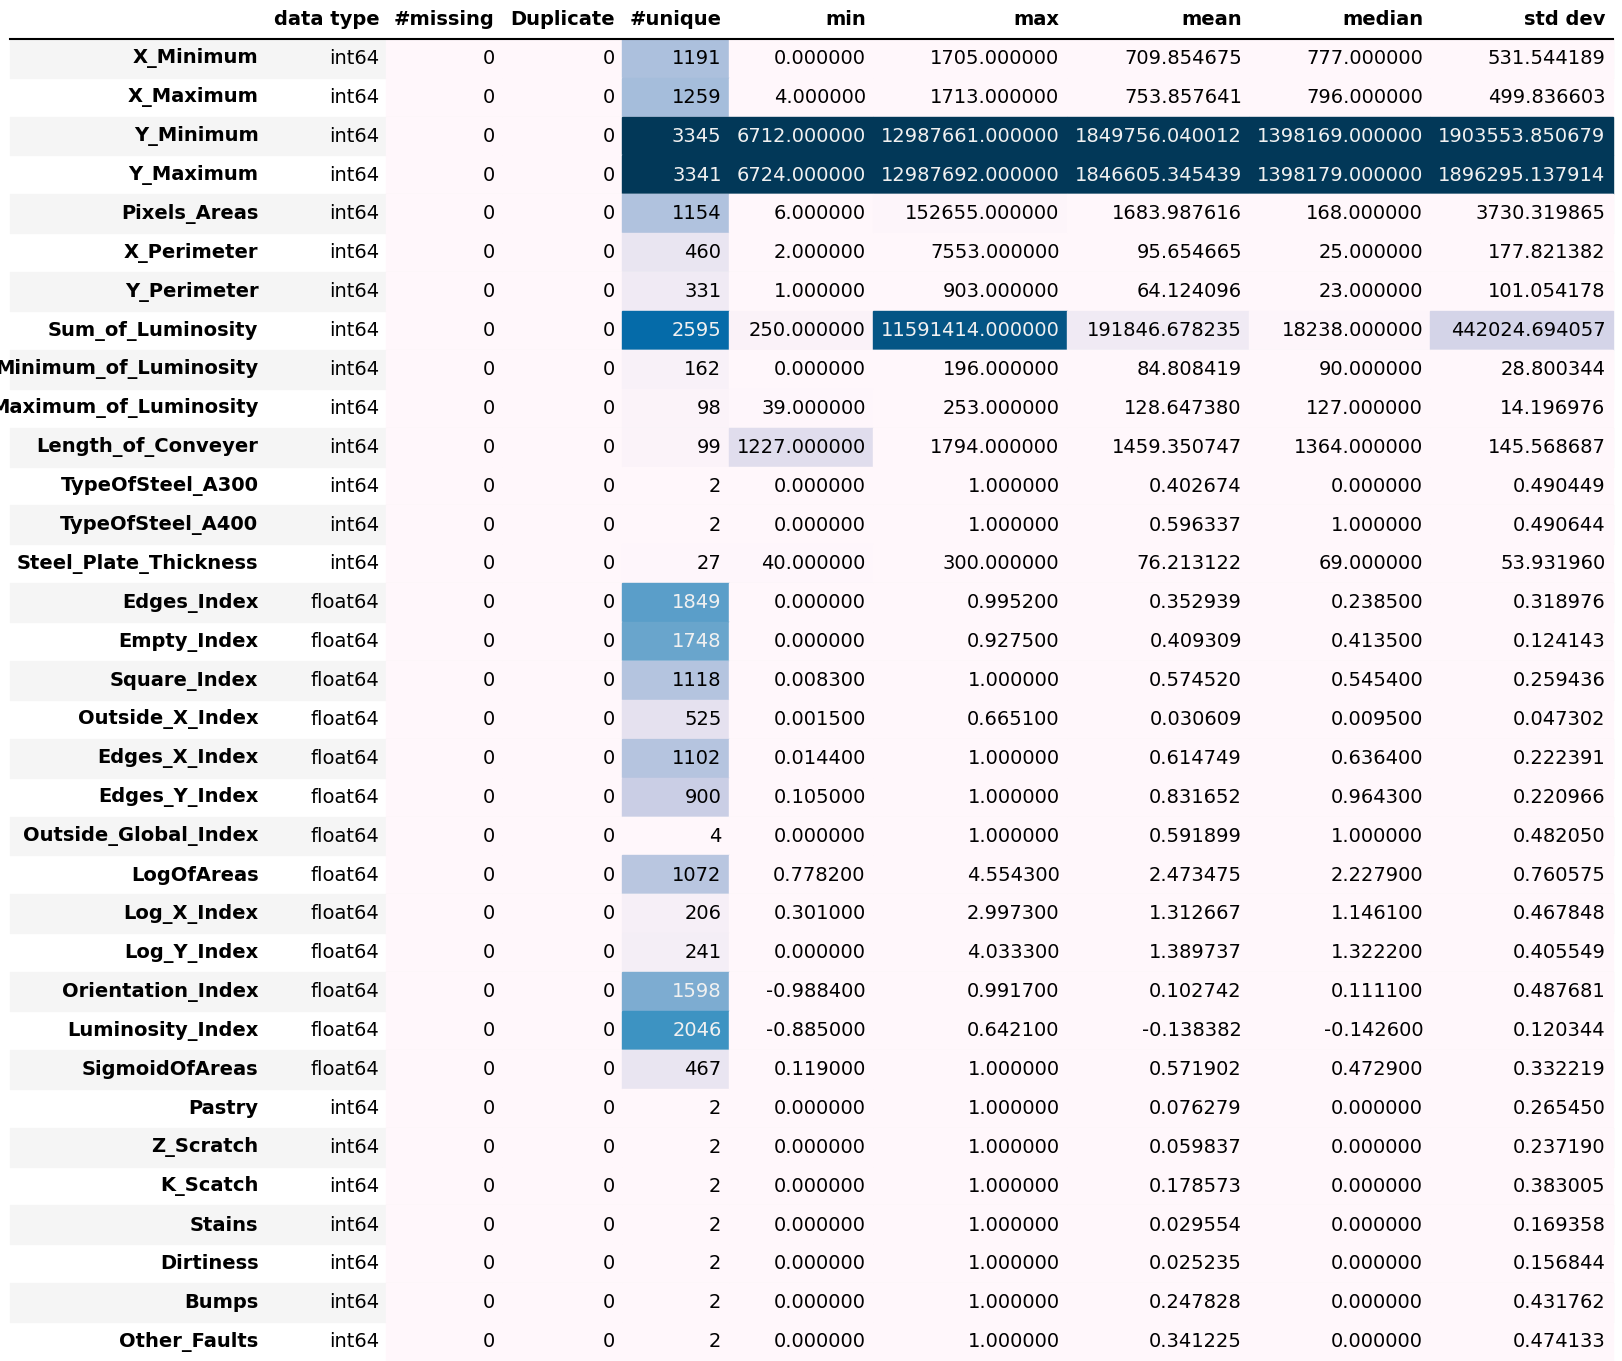 data type #missing Duplicate #unique min max mean median std dev
X_Minimum int64 0 0 1191 0.000000 1705.000000 709.854675 777.000000 531.544189
X_Maximum int64 0 0 1259 4.000000 1713.000000 753.857641 796.000000 499.836603
Y_Minimum int64 0 0 3345 6712.000000 12987661.000000 1849756.040012 1398169.000000 1903553.850679
Y_Maximum int64 0 0 3341 6724.000000 12987692.000000 1846605.345439 1398179.000000 1896295.137914
Pixels_Areas int64 0 0 1154 6.000000 152655.000000 1683.987616 168.000000 3730.319865
X_Perimeter int64 0 0 460 2.000000 7553.000000 95.654665 25.000000 177.821382
Y_Perimeter int64 0 0 331 1.000000 903.000000 64.124096 23.000000 101.054178
Sum_of_Luminosity int64 0 0 2595 250.000000 11591414.000000 191846.678235 18238.000000 442024.694057
Minimum_of_Luminosity int64 0 0 162 0.000000 196.000000 84.808419 90.000000 28.800344
Maximum_of_Luminosity int64 0 0 98 39.000000 253.000000 128.647380 127.000000 14.196976
Length_of_Conveyer int64 0 0 99 1227.000000 1794.000000 1459.350747 1364.000000 145.568687
TypeOfSteel_A300 int64 0 0 2 0.000000 1.000000 0.402674 0.000000 0.490449
TypeOfSteel_A400 int64 0 0 2 0.000000 1.000000 0.596337 1.000000 0.490644
Steel_Plate_Thickness int64 0 0 27 40.000000 300.000000 76.213122 69.000000 53.931960
Edges_Index float64 0 0 1849 0.000000 0.995200 0.352939 0.238500 0.318976
Empty_Index float64 0 0 1748 0.000000 0.927500 0.409309 0.413500 0.124143
Square_Index float64 0 0 1118 0.008300 1.000000 0.574520 0.545400 0.259436
Outside_X_Index float64 0 0 525 0.001500 0.665100 0.030609 0.009500 0.047302
Edges_X_Index float64 0 0 1102 0.014400 1.000000 0.614749 0.636400 0.222391
Edges_Y_Index float64 0 0 900 0.105000 1.000000 0.831652 0.964300 0.220966
Outside_Global_Index float64 0 0 4 0.000000 1.000000 0.591899 1.000000 0.482050
LogOfAreas float64 0 0 1072 0.778200 4.554300 2.473475 2.227900 0.760575
Log_X_Index float64 0 0 206 0.301000 2.997300 1.312667 1.146100 0.467848
Log_Y_Index float64 0 0 241 0.000000 4.033300 1.389737 1.322200 0.405549
Orientation_Index float64 0 0 1598 -0.988400 0.991700 0.102742 0.111100 0.487681
Luminosity_Index float64 0 0 2046 -0.885000 0.642100 -0.138382 -0.142600 0.120344
SigmoidOfAreas float64 0 0 467 0.119000 1.000000 0.571902 0.472900 0.332219
Pastry int64 0 0 2 0.000000 1.000000 0.076279 0.000000 0.265450
Z_Scratch int64 0 0 2 0.000000 1.000000 0.059837 0.000000 0.237190
K_Scatch int64 0 0 2 0.000000 1.000000 0.178573 0.000000 0.383005
Stains int64 0 0 2 0.000000 1.000000 0.029554 0.000000 0.169358
Dirtiness int64 0 0 2 0.000000 1.000000 0.025235 0.000000 0.156844
Bumps int64 0 0 2 0.000000 1.000000 0.247828 0.000000 0.431762
Other_Faults int64 0 0 2 0.000000 1.000000 0.341225 0.000000 0.474133